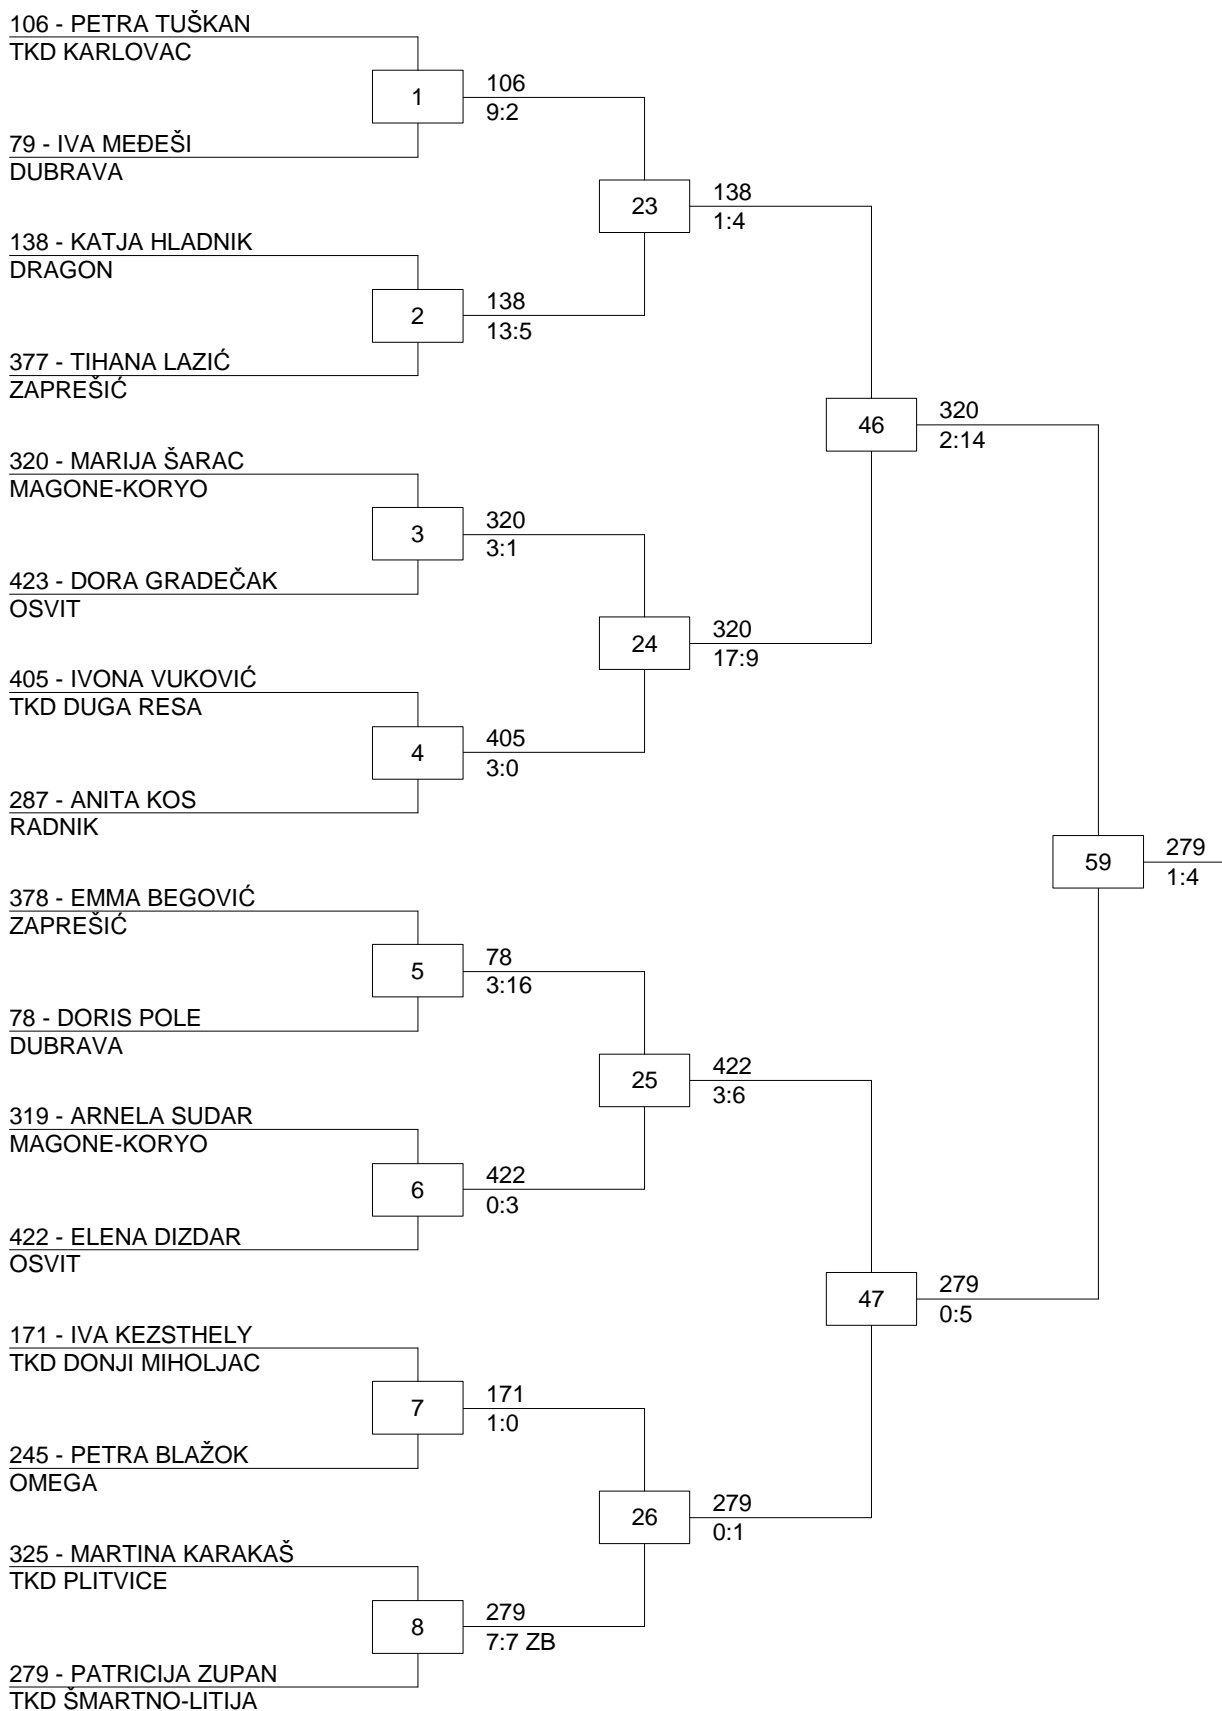 106 - PETRA TUŠKAN
TKD KARLOVAC
1
106
9:2
79 - IVA MEĐEŠI
DUBRAVA
23
138
1:4
138 - KATJA HLADNIK
DRAGON
2
138
13:5
377 - TIHANA LAZIĆ
ZAPREŠIĆ
46
320
2:14
320 - MARIJA ŠARAC
MAGONE-KORYO
3
320
3:1
423 - DORA GRADEČAK
OSVIT
24
320
17:9
405 - IVONA VUKOVIĆ
TKD DUGA RESA
4
405
3:0
287 - ANITA KOS
RADNIK
59
279
1:4
378 - EMMA BEGOVIĆ
ZAPREŠIĆ
5
78
3:16
78 - DORIS POLE
DUBRAVA
25
422
3:6
319 - ARNELA SUDAR
MAGONE-KORYO
6
422
0:3
422 - ELENA DIZDAR
OSVIT
47
279
0:5
171 - IVA KEZSTHELY
TKD DONJI MIHOLJAC
7
171
1:0
245 - PETRA BLAŽOK
OMEGA
26
279
0:1
325 - MARTINA KARAKAŠ
TKD PLITVICE
8
279
7:7 ZB
279 - PATRICIJA ZUPAN
TKD ŠMARTNO-LITIJA